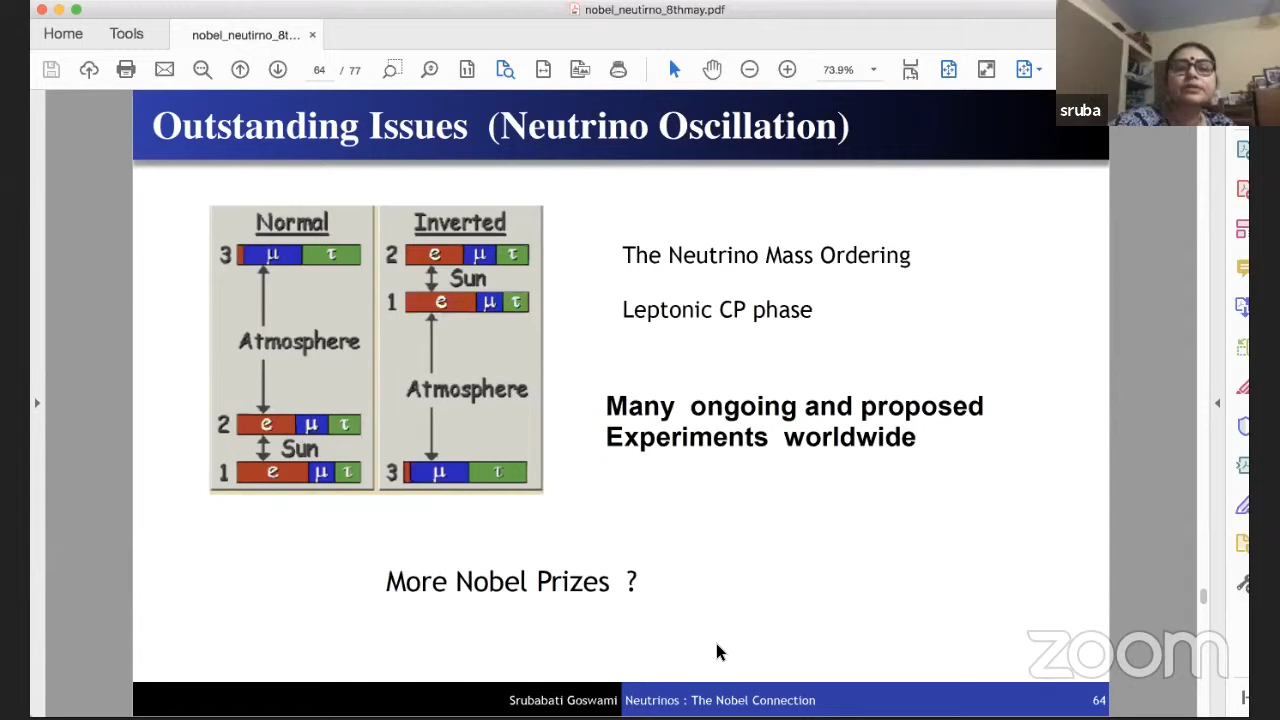 nobel_neutirno_8thmay.pdf
Home
Tools
nobel_neutirno_8t...
64 / 77
73.9%
sruba
Outstanding Issues (Neutrino Oscillation)
Normal
3 μ τ
Atmosphere
2 e μ τ
Sun
1 e μ τ
Inverted
2 e μ τ
Sun
1 e μ τ
Atmosphere
3 μ τ
The Neutrino Mass Ordering
Leptonic CP phase
Many ongoing and proposed
Experiments worldwide
More Nobel Prizes ?
zoom
Srubabati Goswami
Neutrinos : The Nobel Connection
64